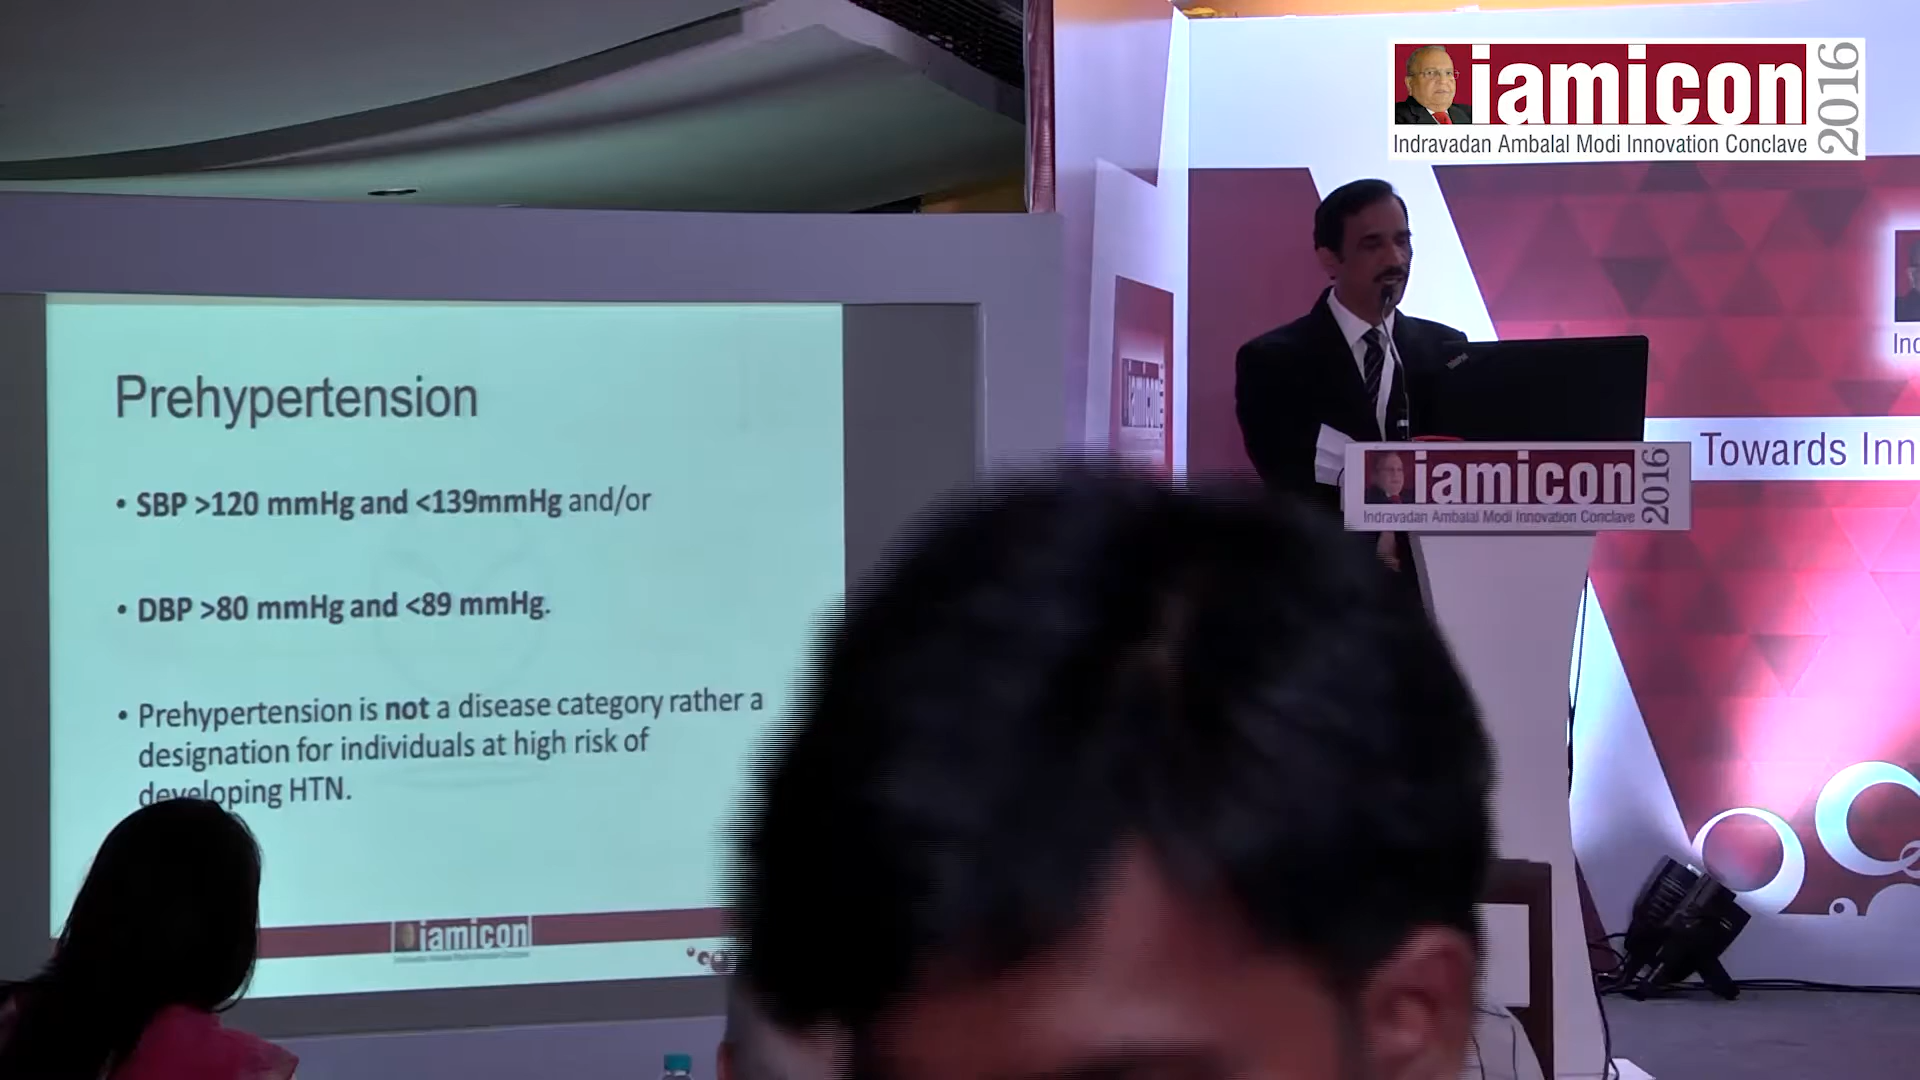 iamicon
2016
Indravadan Ambalal Modi Innovation Conclave
Prehypertension
• SBP >120 mmHg and <139mmHg and/or
• DBP >80 mmHg and <89 mmHg.
• Prehypertension is not a disease category rather a
designation for individuals at high risk of
developing HTN.
iamicon
iamicon
Towards Inn
iamicon
2016
Indravadan Ambalal Modi Innovation Conclave